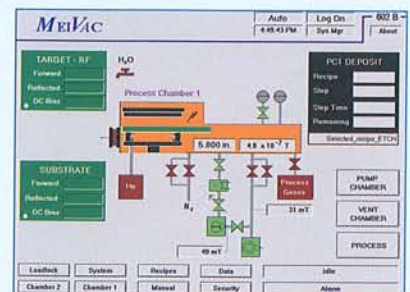 MEIVAC
Auto
Log On
602 B
4:49:43 PM
Sys Mgr
About
TARGET - RF
Forward
Reflected
DC Bias
H₂O
Process Chamber 1
PCT DEPOSIT
Recipe
Step
Step Time
Remaining
Selected_recipe_ETCH
5.800 in.
4.8 x 10⁻⁷ T
SUBSTRATE
Forward
Reflected
DC Bias
He
N₂
Process
Gases
31 mT
49 mT
PUMP
CHAMBER
VENT
CHAMBER
PROCESS
Loadlock
System
Recipes
Data
Idle
Chamber 2
Chamber 1
Manual
Security
Alarm